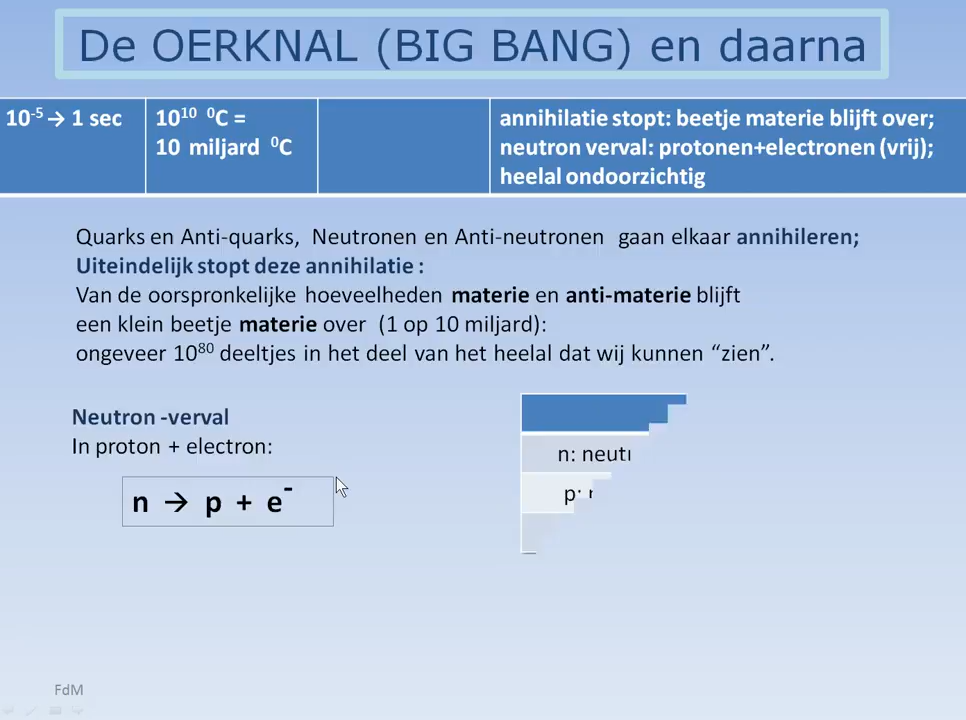 De OERKNAL (BIG BANG) en daarna
10⁻⁵ → 1 sec
10¹⁰ ⁰C =
10 miljard ⁰C
annihilatie stopt: beetje materie blijft over;
neutron verval: protonen+electronen (vrij);
heelal ondoorzichtig
Quarks en Anti-quarks, Neutronen en Anti-neutronen gaan elkaar annihileren;
Uiteindelijk stopt deze annihilatie :
Van de oorspronkelijke hoeveelheden materie en anti-materie blijft
een klein beetje materie over (1 op 10 miljard):
ongeveer 10⁸⁰ deeltjes in het deel van het heelal dat wij kunnen “zien”.
Neutron -verval
In proton + electron:
n → p + e⁻
n:
p:
FdM